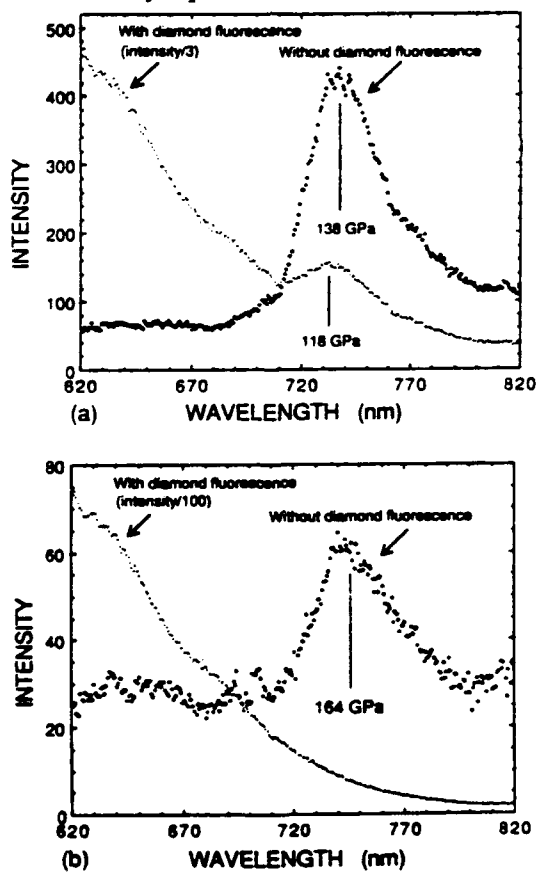 500
With diamond fluorescence
(intensity/3)
Without diamond fluorescence
400
300
INTENSITY
200
138 GPa
100
118 GPa
0
620 670 720 770 820
(a) WAVELENGTH (nm)
80
With diamond fluorescence
(intensity/100)
Without diamond fluorescence
60
40
INTENSITY
164 GPa
20
0
620 670 720 770 820
(b) WAVELENGTH (nm)